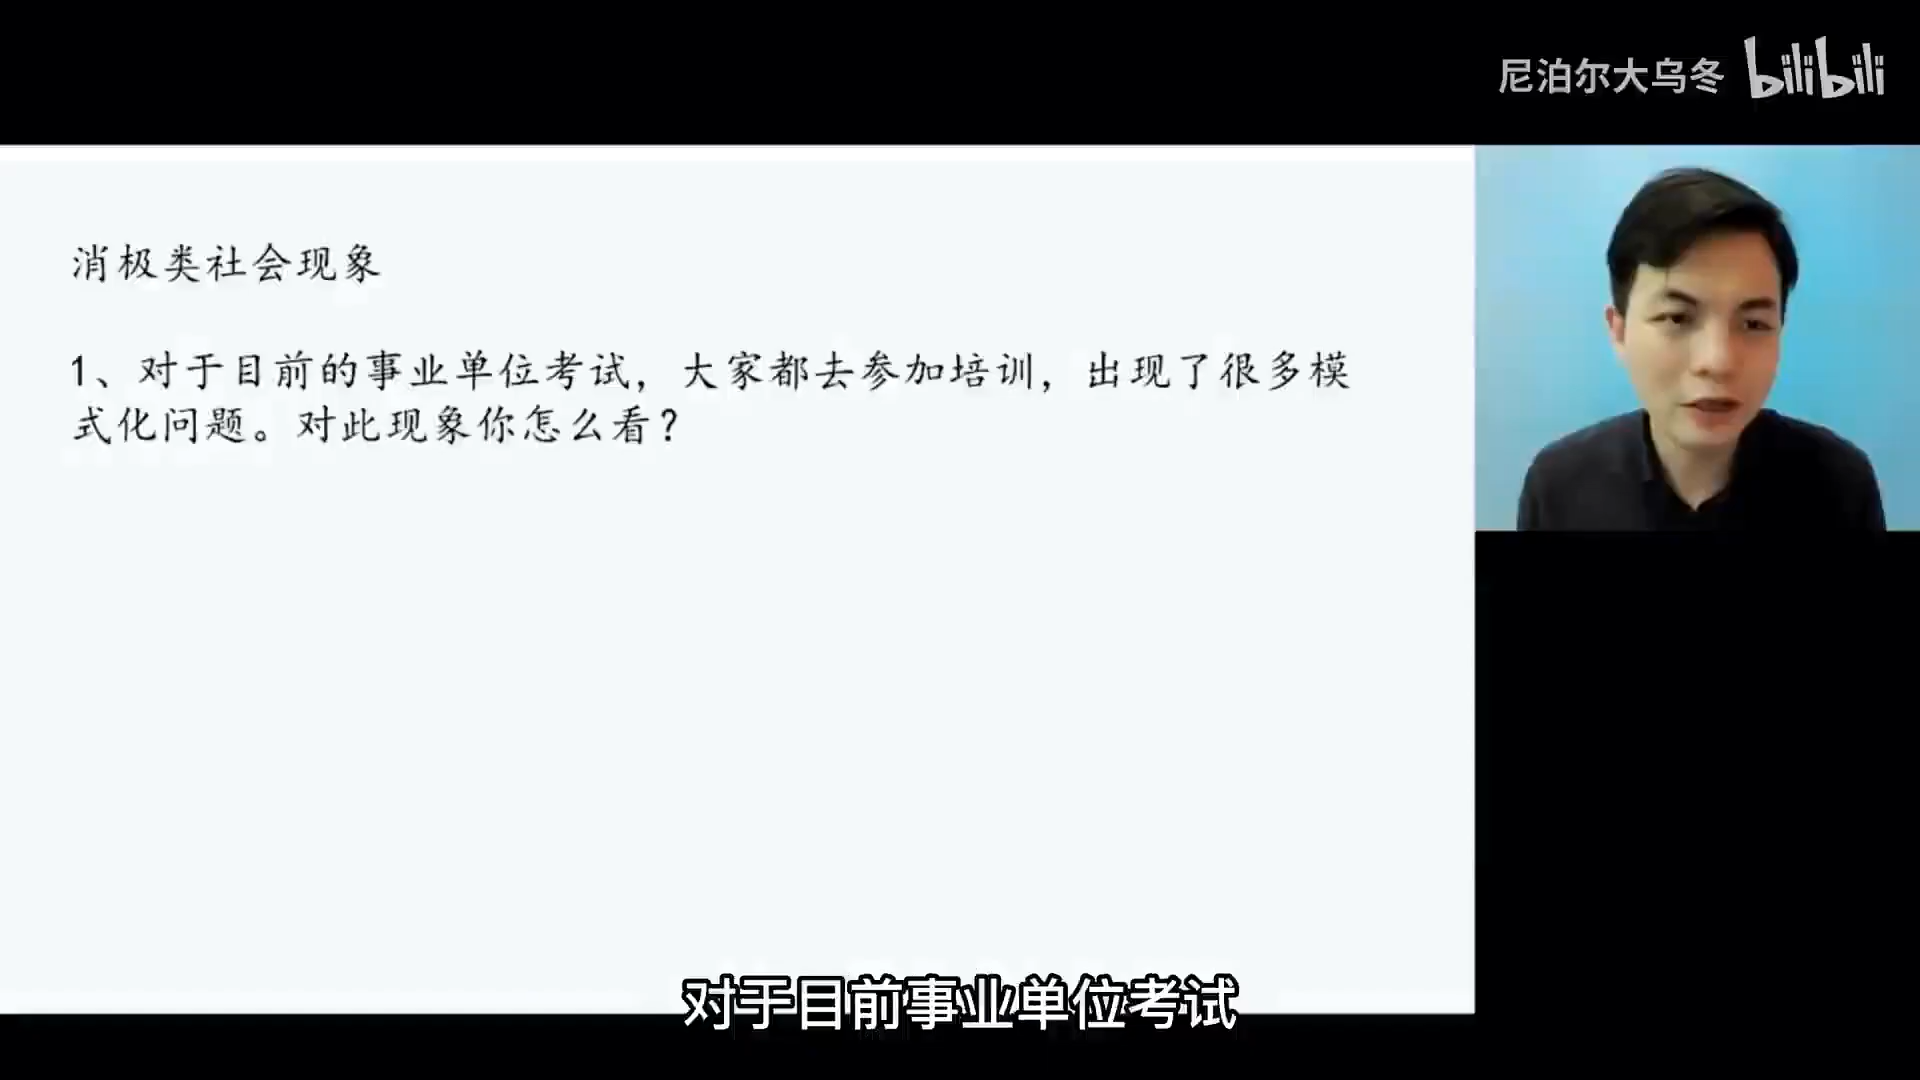 尼泊尔大乌冬 bilibili
消极类社会现象
1、对于目前的事业单位考试，大家都去参加培训，出现了很多模
式化问题。对此现象你怎么看？
对于目前事业单位考试